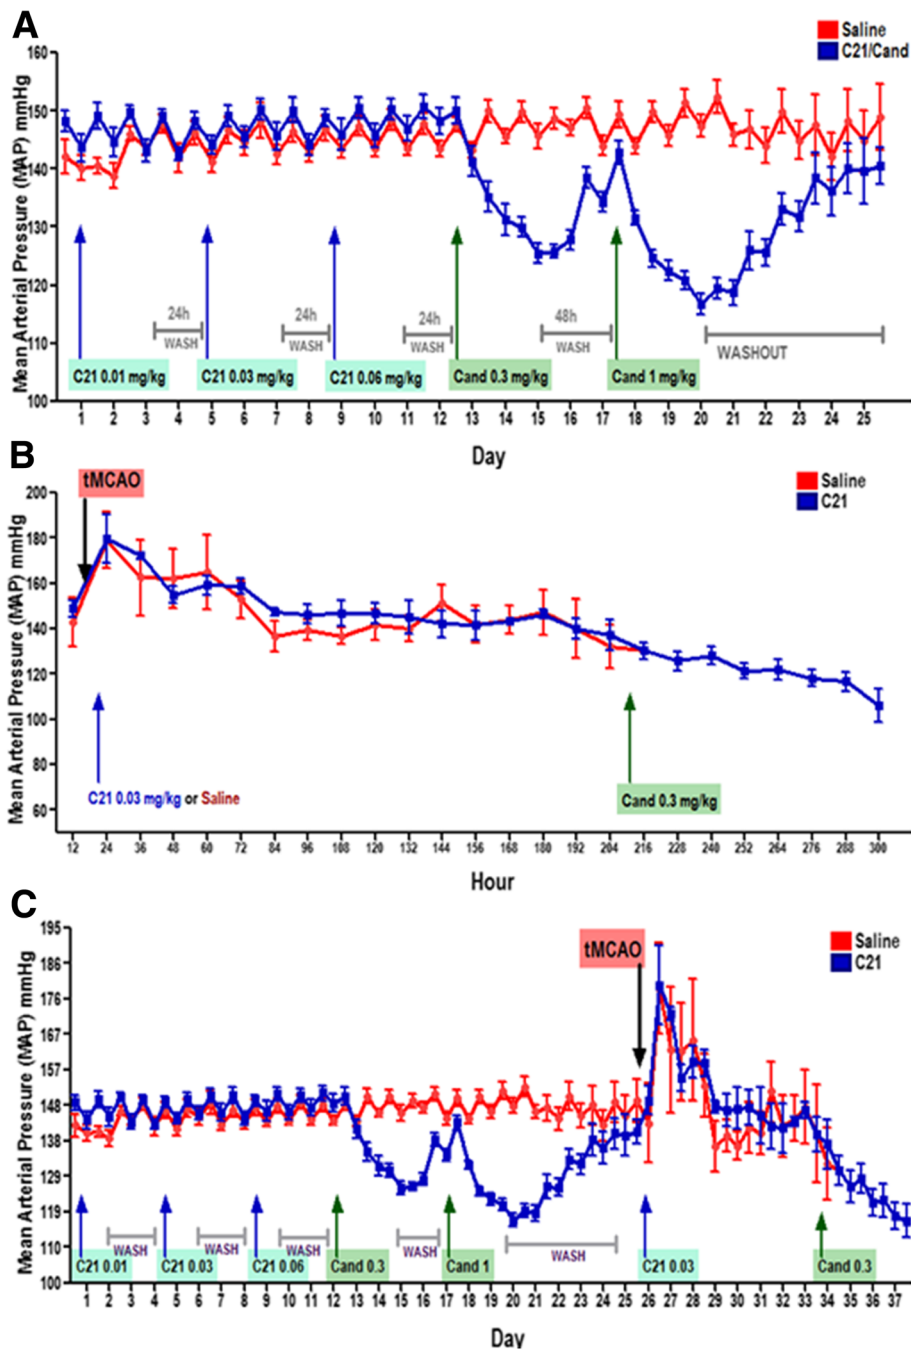 A
Saline
C21/Cand
Mean Arterial Pressure (MAP) mmHg
160
150
140
130
120
110
100
24h
WASH
24h
WASH
24h
WASH
48h
WASH
WASHOUT
C21 0.01 mg/kg
C21 0.03 mg/kg
C21 0.06 mg/kg
Cand 0.3 mg/kg
Cand 1 mg/kg
1 2 3 4 5 6 7 8 9 10 11 12 13 14 15 16 17 18 19 20 21 22 23 24 25
Day
B
tMCAO
Saline
C21
Mean Arterial Pressure (MAP) mmHg
200
180
160
140
120
100
80
60
C21 0.03 mg/kg or Saline
Cand 0.3 mg/kg
12 24 36 48 60 72 84 96 108 120 132 144 156 168 180 192 204 216 228 240 252 264 276 288 300
Hour
C
tMCAO
Saline
C21
Mean Arterial Pressure (MAP) mmHg
195
186
176
167
157
148
138
129
119
110
100
WASH
WASH
WASH
WASH
WASH
C21 0.01
C21 0.03
C21 0.06
Cand 0.3
Cand 1
C21 0.03
Cand 0.3
1 2 3 4 5 6 7 8 9 10 11 12 13 14 15 16 17 18 19 20 21 22 23 24 25 26 27 28 29 30 31 32 33 34 35 36 37
Day